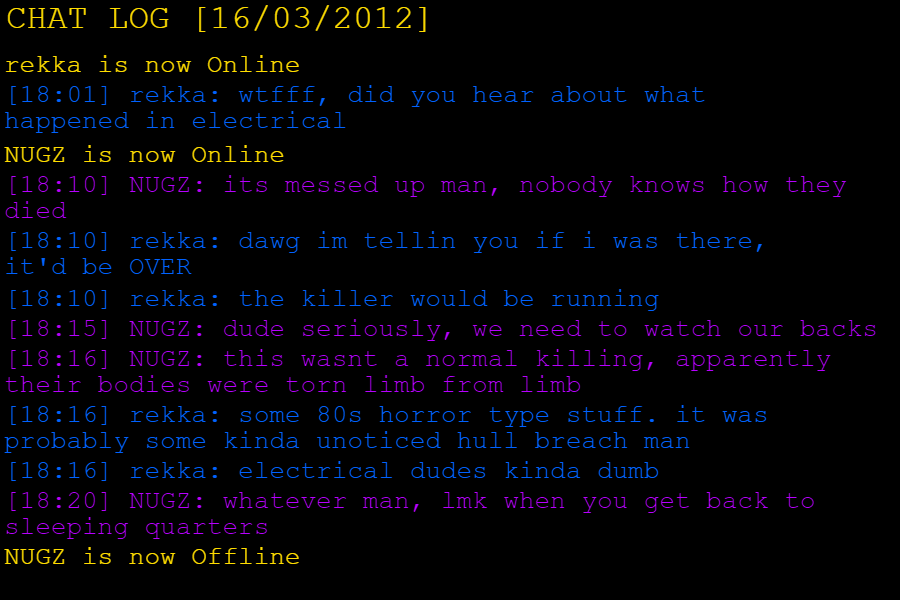 CHAT LOG [16/03/2012]
rekka is now Online
[18:01] rekka: wtfff, did you hear about what
happened in electrical
NUGZ is now Online
[18:10] NUGZ: its messed up man, nobody knows how they
died
[18:10] rekka: dawg im tellin you if i was there,
it'd be OVER
[18:10] rekka: the killer would be running
[18:15] NUGZ: dude seriously, we need to watch our backs
[18:16] NUGZ: this wasnt a normal killing, apparently
their bodies were torn limb from limb
[18:16] rekka: some 80s horror type stuff. it was
probably some kinda unoticed hull breach man
[18:16] rekka: electrical dudes kinda dumb
[18:20] NUGZ: whatever man, lmk when you get back to
sleeping quarters
NUGZ is now Offline